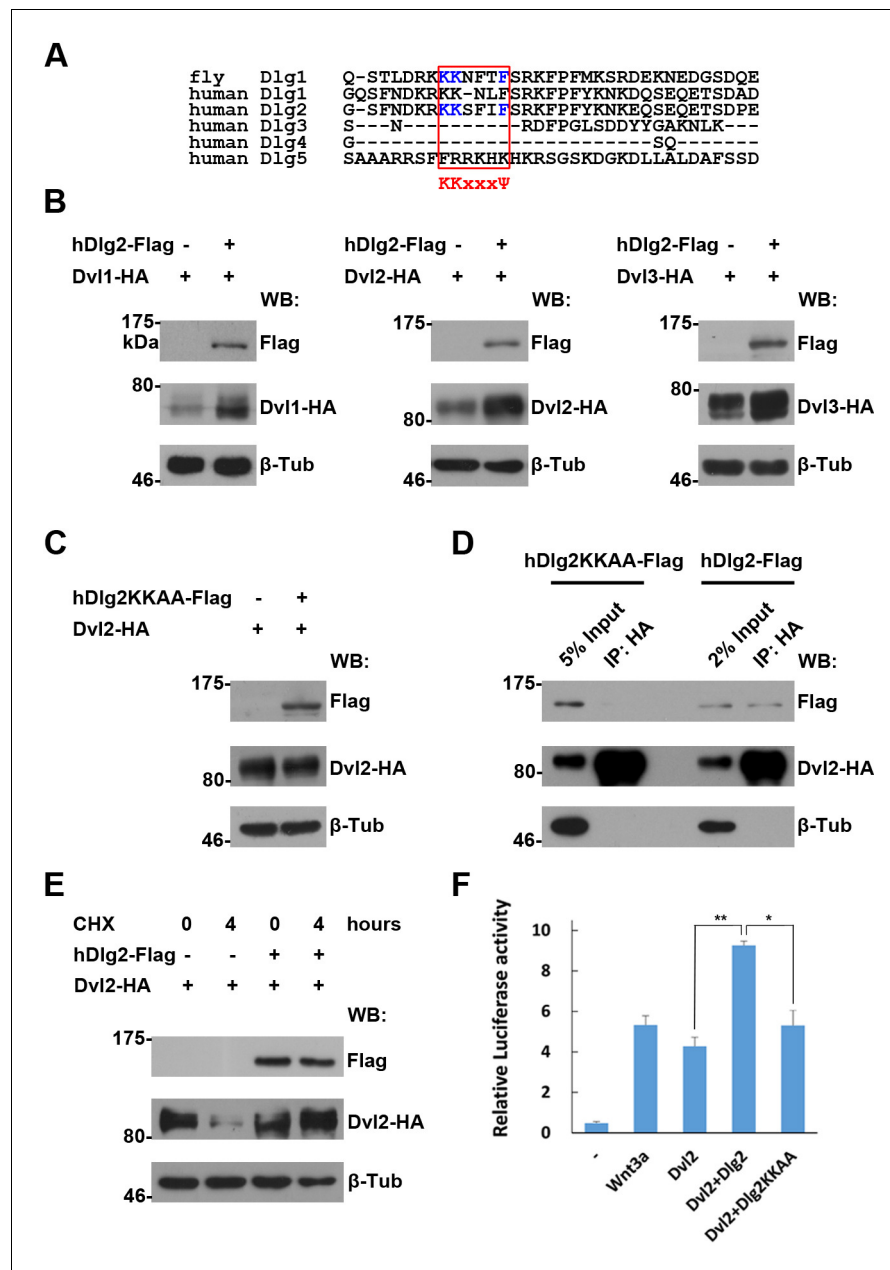 A
fly Dlg1 Q-STLDRKKKNFTFSRKFPFMKSRDEKNEDGSDQE
human Dlg1 GQSFNDKRKK-NLFSRKFPFYKNKDQSEQETSDAD
human Dlg2 G-SFNDKRKKSFIFSRKFPFYKNKEQSEQETSDPE
human Dlg3 S---N----------RDFPGLSDDYYGAKNLK---
human Dlg4 G-------------------------SQ-------
human Dlg5 SAAARRSFFRRKHKHKRSGSKDGKDLLALDAFSSD
KKxxxΨ
B
hDlg2-Flag - + hDlg2-Flag - + hDlg2-Flag - +
Dvl1-HA + + Dvl2-HA + + Dvl3-HA + +
WB: WB: WB:
175- 175- 175-
kDa Flag Flag Flag
80- 80- 80-
Dvl1-HA Dvl2-HA Dvl3-HA
46- β-Tub 46- β-Tub 46- β-Tub
C
hDlg2KKAA-Flag - +
Dvl2-HA + +
WB:
175-
Flag
Dvl2-HA
80-
β-Tub
46-
D
hDlg2KKAA-Flag hDlg2-Flag
5% Input IP: HA 2% Input IP: HA
WB:
175-
Flag
Dvl2-HA
80-
β-Tub
46-
E
CHX 0 4 0 4 hours
hDlg2-Flag - - + +
Dvl2-HA + + + +
WB:
175-
Flag
Dvl2-HA
80-
β-Tub
46-
F
Relative Luciferase activity
10
8
6
4
2
0
** *
- Wnt3a Dvl2 Dvl2+Dlg2 Dvl2+Dlg2KKAA